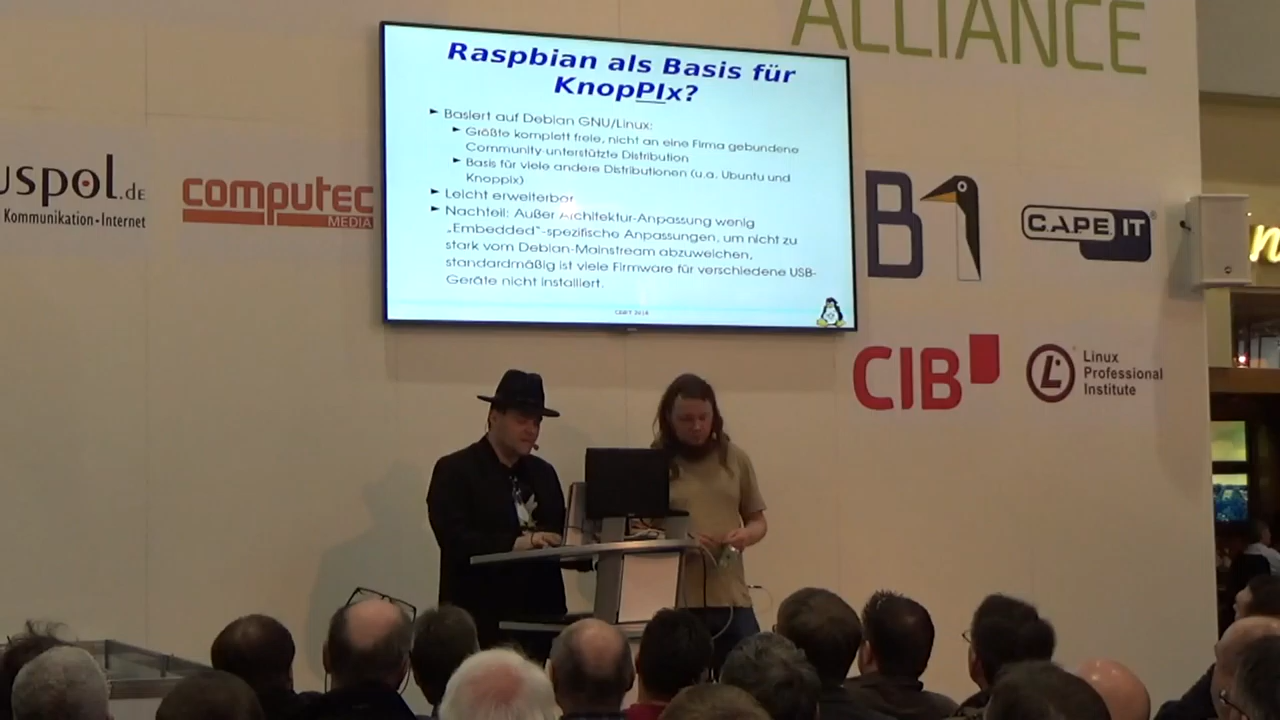 ALLIANCE
Raspbian als Basis für
KnopPIx?
► Basiert auf Debian GNU/Linux:
► Größte komplett freie, nicht an eine Firma gebundene
Community-unterstützte Distribution
► Basis für viele andere Distributionen (u.a. Ubuntu und
Knoppix)
► Leicht erweiterbar
► Nachteil: Außer Architektur-Anpassung wenig
„Embedded“-spezifische Anpassungen, um nicht zu
stark vom Debian-Mainstream abzuweichen,
standardmäßig ist viele Firmware für verschiedene USB-
Geräte nicht installiert.
uspol.de
Kommunikation•Internet
computec
MEDIA
B1
C.A.P.E. IT
CIB
Linux
Professional
Institute